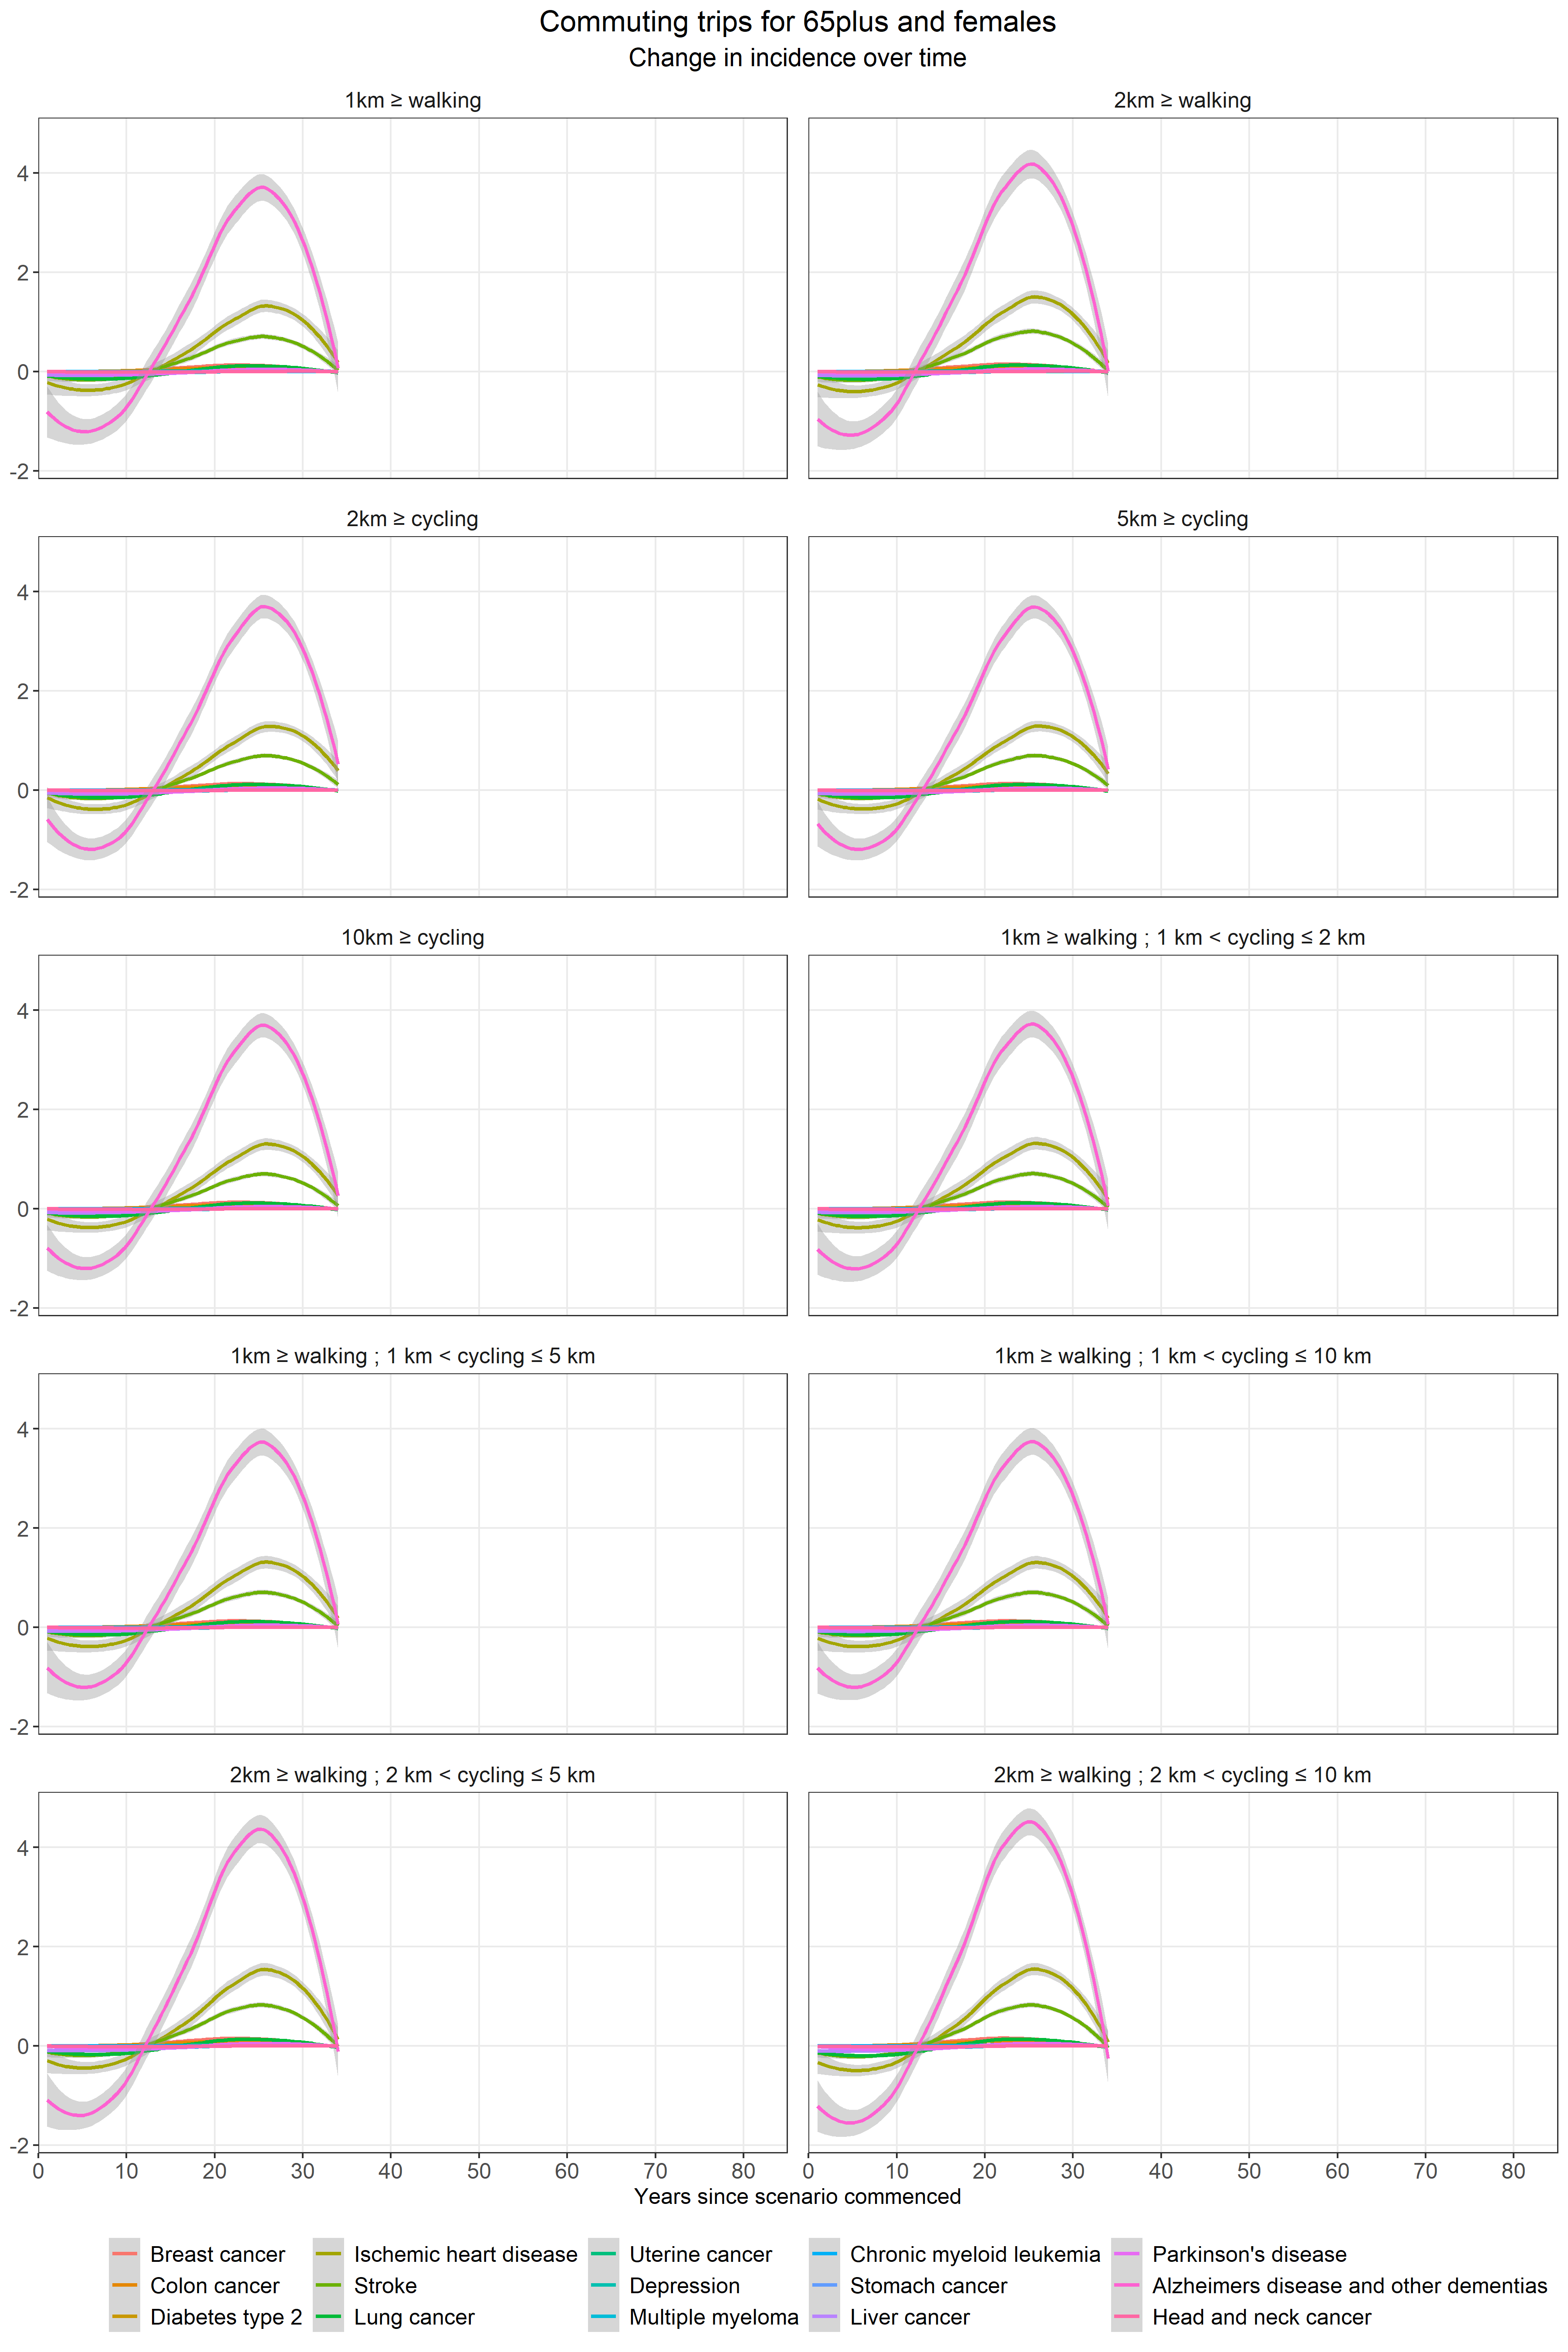 Commuting trips for 65plus and females
Change in incidence over time
1km ≥ walking
2km ≥ walking
4
2
0
-2
2km ≥ cycling
5km ≥ cycling
4
2
0
-2
10km ≥ cycling
1km ≥ walking ; 1 km < cycling ≤ 2 km
4
2
0
-2
1km ≥ walking ; 1 km < cycling ≤ 5 km
1km ≥ walking ; 1 km < cycling ≤ 10 km
4
2
0
-2
2km ≥ walking ; 2 km < cycling ≤ 5 km
2km ≥ walking ; 2 km < cycling ≤ 10 km
4
2
0
-2
0 10 20 30 40 50 60 70 80
0 10 20 30 40 50 60 70 80
Years since scenario commenced
Breast cancer Ischemic heart disease Uterine cancer Chronic myeloid leukemia Parkinson's disease
Colon cancer Stroke Depression Stomach cancer Alzheimers disease and other dementias
Diabetes type 2 Lung cancer Multiple myeloma Liver cancer Head and neck cancer